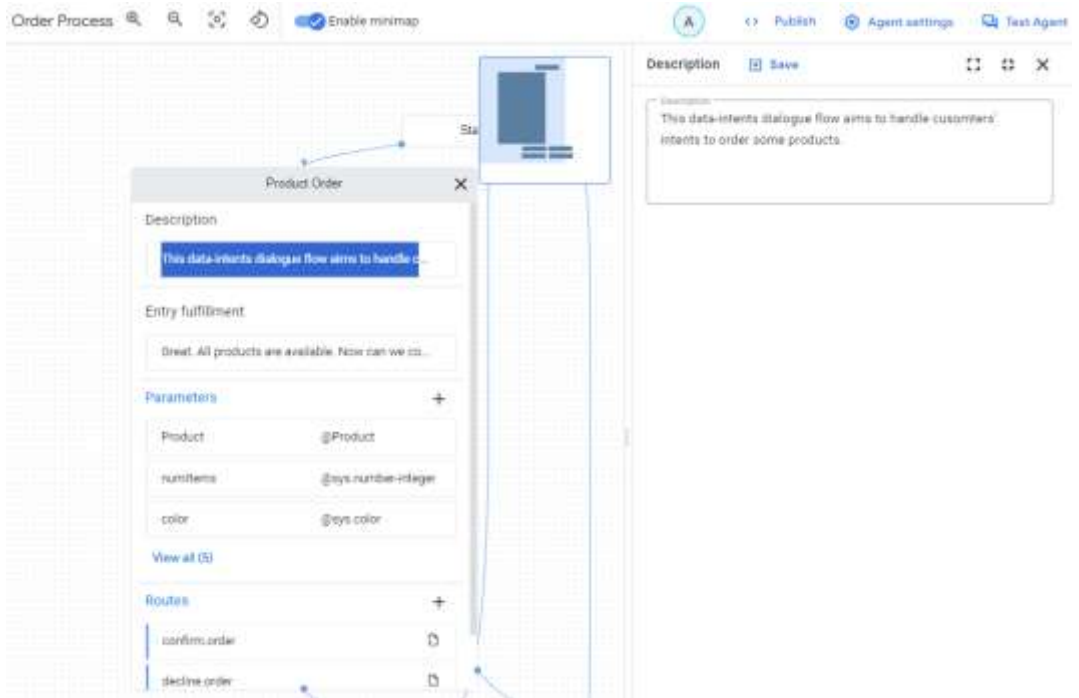 Order Process
Enable minimap
A
Publish
Agent settings
Test Agent
Sta
Product Order
Description
This data-intents dialogue flow aims to handle c...
Entry fulfillment
Great. All products are available. Now can we co...
Parameters
Product @Product
numItems @sys.number-integer
color @sys.color
View all (5)
Routes
confirm.order
decline.order
Description
Save
Description
This data-intents dialogue flow aims to handle cusomters'
intents to order some products.